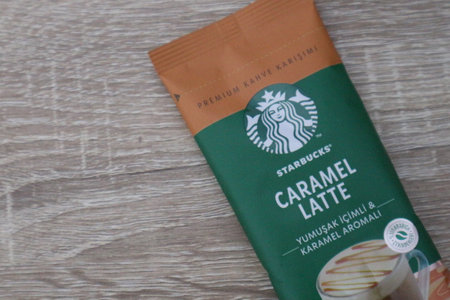 PREMIUM KAHVE KARIŞIMI
STARBUCKS
CARAMEL
LATTE
YUMUŞAK İÇİMLİ &
KARAMEL AROMALI